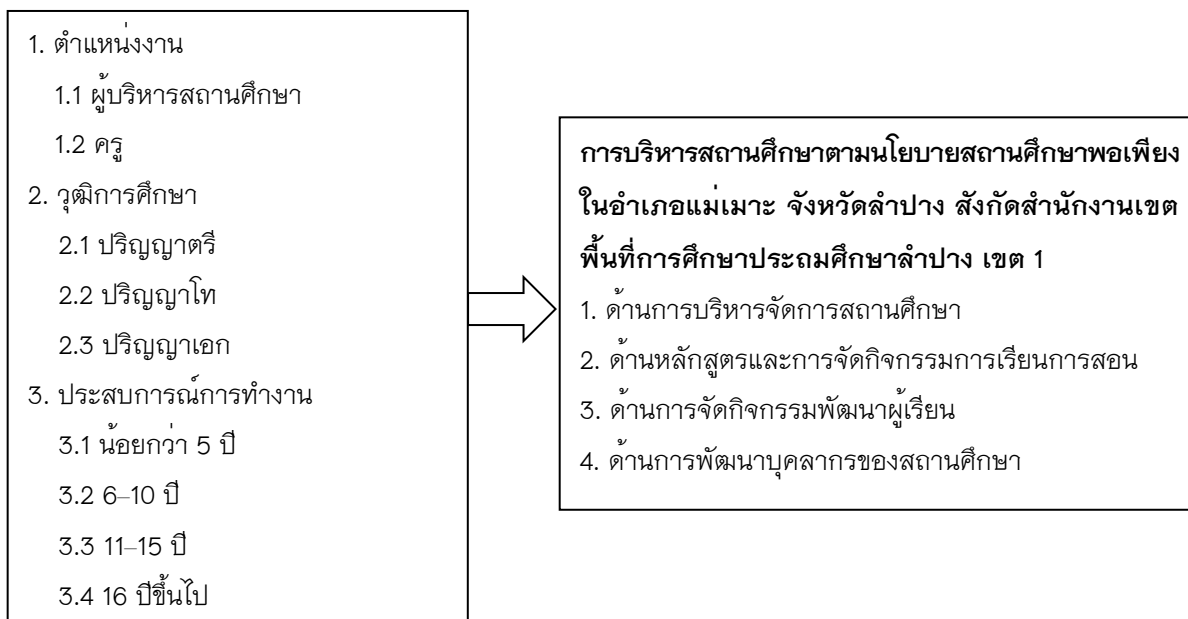 1. ตำแหน่งงาน
1.1 ผู้บริหารสถานศึกษา
1.2 ครู
2. วุฒิการศึกษา
2.1 ปริญญาตรี
2.2 ปริญญาโท
2.3 ปริญญาเอก
3. ประสบการณ์การทำงาน
3.1 น้อยกว่า 5 ปี
3.2 6–10 ปี
3.3 11–15 ปี
3.4 16 ปีขึ้นไป
การบริหารสถานศึกษาตามนโยบายสถานศึกษาพอเพียง
ในอำเภอแม่เมาะ จังหวัดลำปาง สังกัดสำนักงานเขต
พื้นที่การศึกษาประถมศึกษาลำปาง เขต 1
1. ด้านการบริหารจัดการสถานศึกษา
2. ด้านหลักสูตรและการจัดกิจกรรมการเรียนการสอน
3. ด้านการจัดกิจกรรมพัฒนาผู้เรียน
4. ด้านการพัฒนาบุคลากรของสถานศึกษา